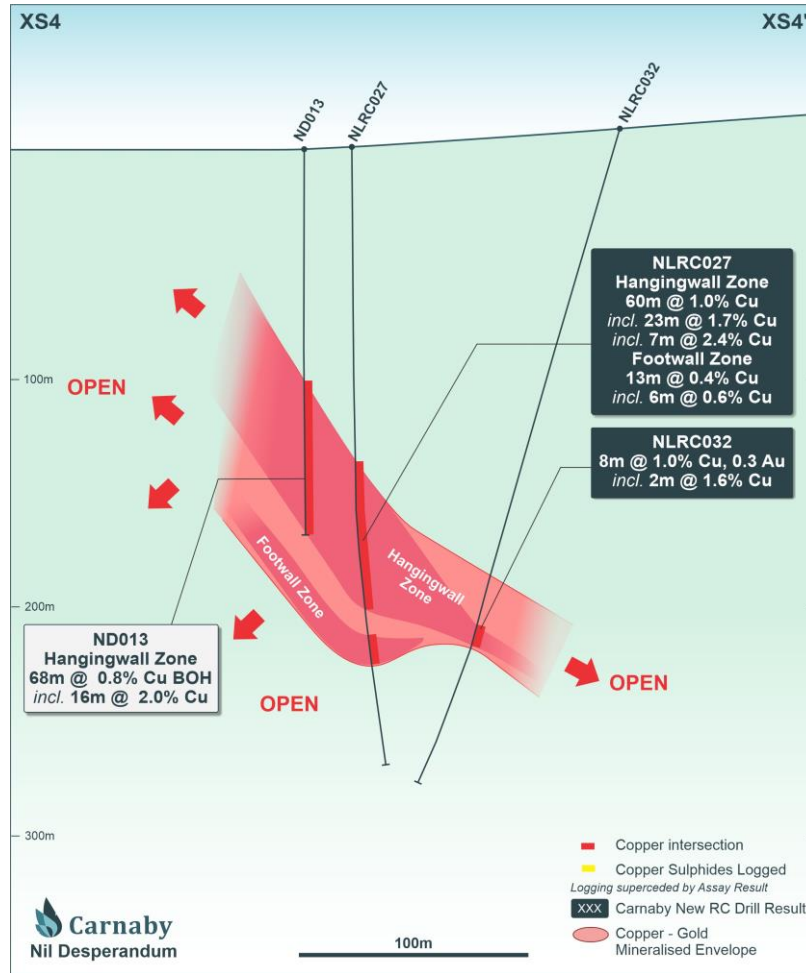 XS4
XS4'
ND013
NLRC027
NLRC032
NLRC027
Hangingwall Zone
60m @ 1.0% Cu
incl. 23m @ 1.7% Cu
incl. 7m @ 2.4% Cu
Footwall Zone
13m @ 0.4% Cu
incl. 6m @ 0.6% Cu
100m
OPEN
NLRC032
8m @ 1.0% Cu, 0.3 Au
incl. 2m @ 1.6% Cu
Footwall Zone
Hangingwall
Zone
200m
ND013
Hangingwall Zone
68m @ 0.8% Cu BOH
incl. 16m @ 2.0% Cu
OPEN
OPEN
300m
Copper intersection
Copper Sulphides Logged
Logging superceded by Assay Result
XXX Carnaby New RC Drill Result
Copper - Gold
Mineralised Envelope
Carnaby
Nil Desperandum
100m